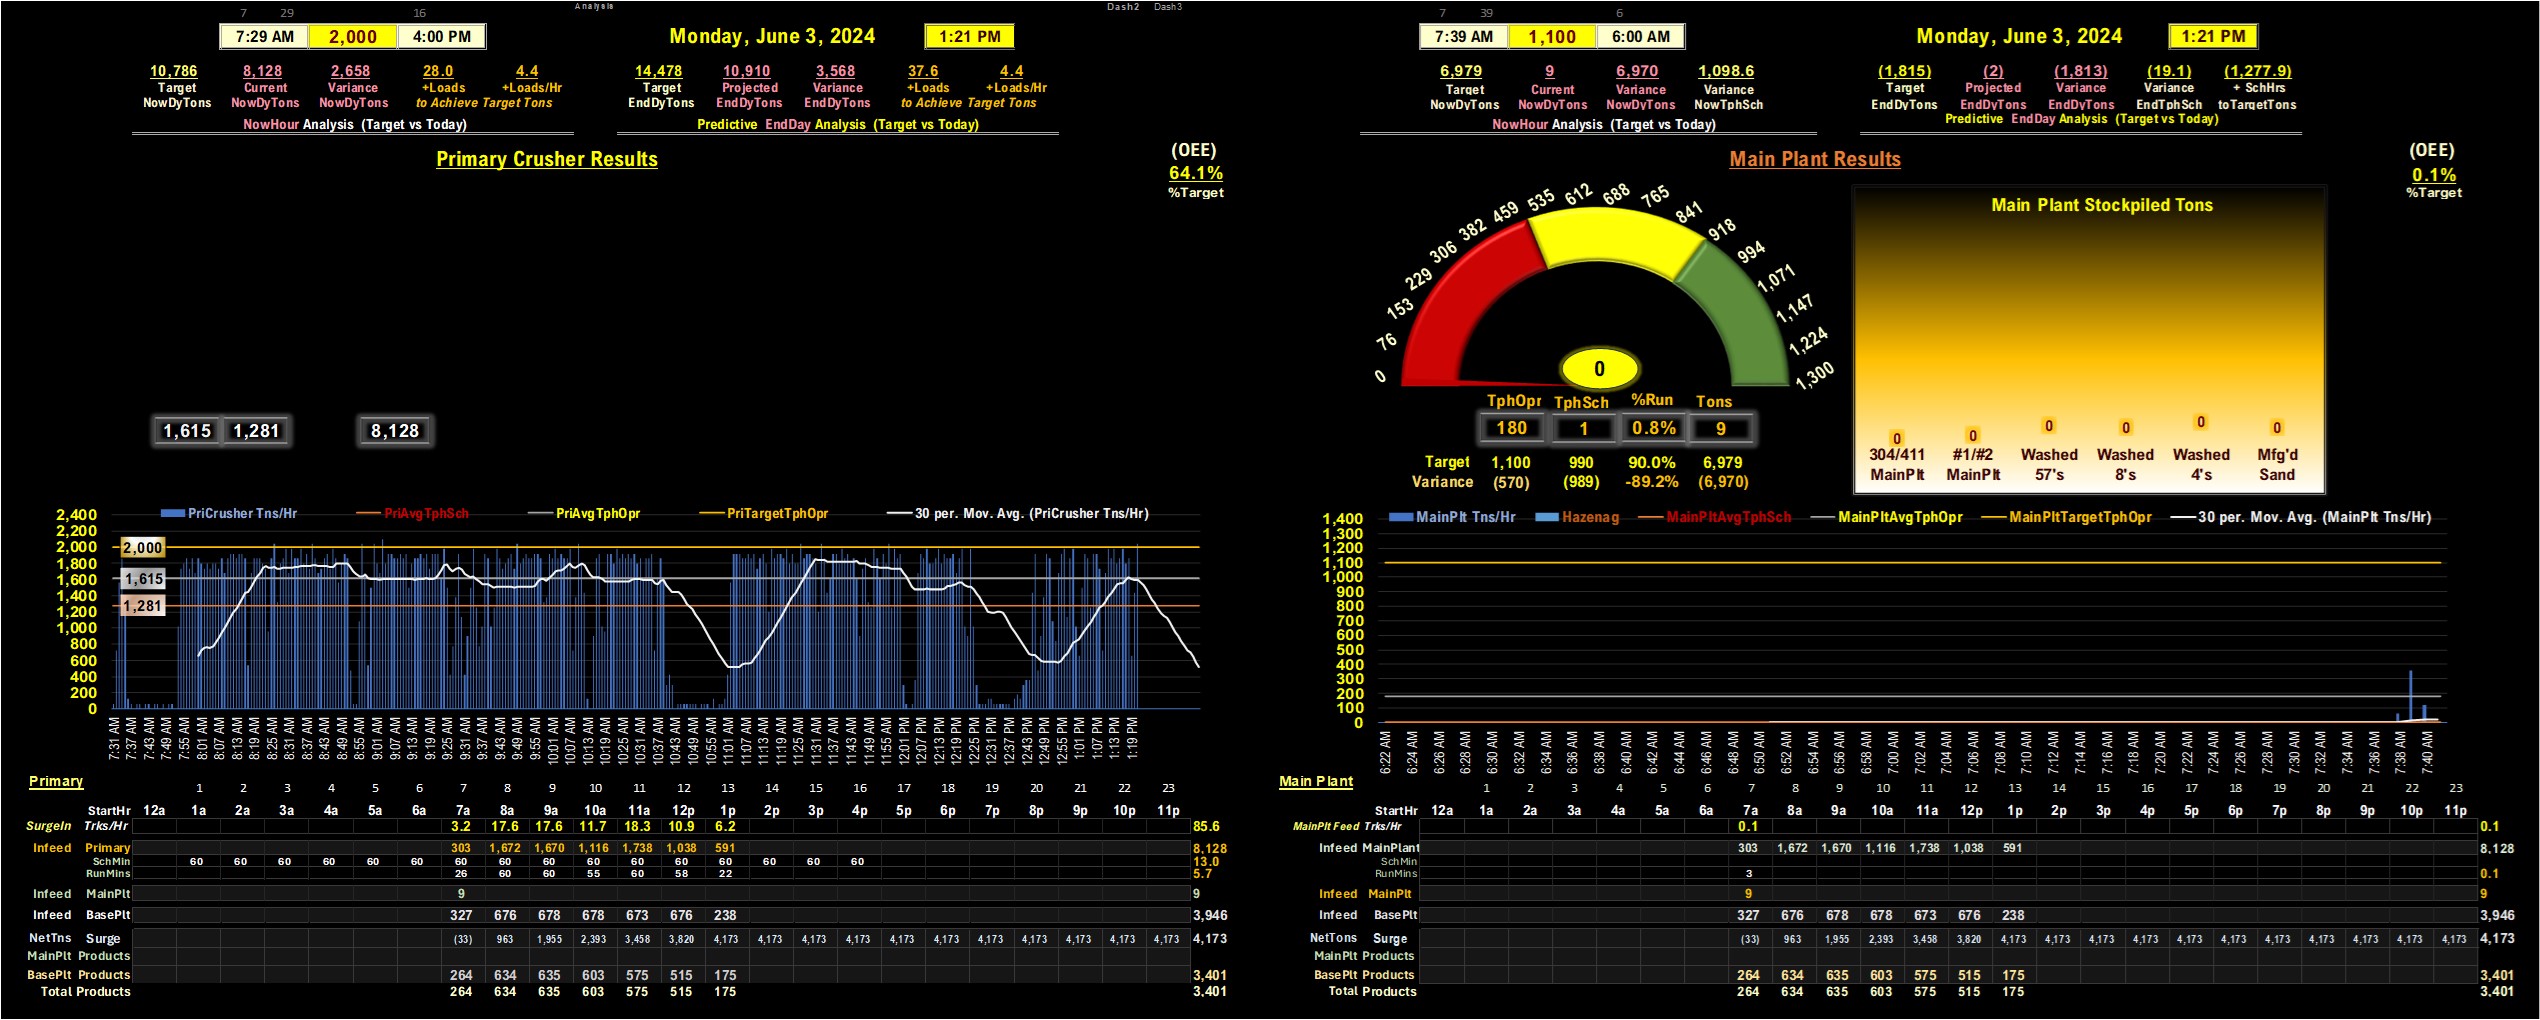 Analysis Dash2 Dash3
7 29 16
7:29 AM 2,000 4:00 PM Monday, June 3, 2024 1:21 PM
10,786 8,128 2,658 28.0 4.4 14,478 10,910 3,568 37.6 4.4
Target Current Variance +Loads +Loads/Hr Target Projected Variance +Loads +Loads/Hr
NowDyTons NowDyTons NowDyTons to Achieve Target Tons EndDyTons EndDyTons EndDyTons to Achieve Target Tons
NowHour Analysis (Target vs Today) Predictive EndDay Analysis (Target vs Today)
Primary Crusher Results
(OEE)
64.1%
%Target
1,615 1,281 8,128
PriCrusher Tns/Hr PriAvgTphSch PriAvgTphOpr PriTargetTphOpr 30 per. Mov. Avg. (PriCrusher Tns/Hr)
2,400
2,200
2,000
1,800
1,600
1,400
1,200
1,000
800
600
400
200
0
2,000
1,615
1,281
7:31 AM 7:37 AM 7:43 AM 7:49 AM 7:55 AM 8:01 AM 8:07 AM 8:13 AM 8:19 AM 8:25 AM 8:31 AM 8:37 AM 8:43 AM 8:49 AM 8:55 AM 9:01 AM 9:07 AM 9:13 AM 9:19 AM 9:25 AM 9:31 AM 9:37 AM 9:43 AM 9:49 AM 9:55 AM 10:01 AM 10:07 AM 10:13 AM 10:19 AM 10:25 AM 10:31 AM 10:37 AM 10:43 AM 10:49 AM 10:55 AM 11:01 AM 11:07 AM 11:13 AM 11:19 AM 11:25 AM 11:31 AM 11:37 AM 11:43 AM 11:49 AM 11:55 AM 12:01 PM 12:07 PM 12:13 PM 12:19 PM 12:25 PM 12:31 PM 12:37 PM 12:43 PM 12:49 PM 12:55 PM 1:01 PM 1:07 PM 1:13 PM 1:19 PM
Primary
1 2 3 4 5 6 7 8 9 10 11 12 13 14 15 16 17 18 19 20 21 22 23
StartHr 12a 1a 2a 3a 4a 5a 6a 7a 8a 9a 10a 11a 12p 1p 2p 3p 4p 5p 6p 7p 8p 9p 10p 11p
SurgeIn Trks/Hr 3.2 17.6 17.6 11.7 18.3 10.9 6.2 85.6
Infeed Primary 303 1,672 1,670 1,116 1,738 1,038 591 8,128
SchMin 60 60 60 60 60 60 60 60 60 60 60 60 60 60 60 60 13.0
RunMins 26 60 60 55 60 58 22 5.7
Infeed MainPlt 9 9
Infeed BasePlt 327 676 678 678 673 676 238 3,946
NetTns Surge (33) 963 1,955 2,393 3,458 3,820 4,173 4,173 4,173 4,173 4,173 4,173 4,173 4,173 4,173 4,173 4,173 4,173
MainPlt Products
BasePlt Products 264 634 635 603 575 515 175 3,401
Total Products 264 634 635 603 575 515 175 3,401
7 39 6
7:39 AM 1,100 6:00 AM Monday, June 3, 2024 1:21 PM
6,979 9 6,970 1,098.6 (1,815) (2) (1,813) (19.1) (1,277.9)
Target Current Variance Variance Target Projected Variance Variance + SchHrs
NowDyTons NowDyTons NowDyTons NowTphSch EndDyTons EndDyTons EndDyTons EndTphSch toTargetTons
NowHour Analysis (Target vs Today) Predictive EndDay Analysis (Target vs Today)
Main Plant Results
(OEE)
0.1%
%Target
0 76 153 229 306 382 459 535 612 688 765 841 918 994 1,071 1,147 1,224 1,300
0
TphOpr TphSch %Run Tons
180 1 0.8% 9
Target 1,100 990 90.0% 6,979
Variance (570) (989) -89.2% (6,970)
Main Plant Stockpiled Tons
0 0 0 0 0 0
304/411 #1/#2 Washed Washed Washed Mfg'd
MainPlt MainPlt 57's 8's 4's Sand
MainPlt Tns/Hr Hazenag MainPltAvgTphSch MainPltAvgTphOpr MainPltTargetTphOpr 30 per. Mov. Avg. (MainPlt Tns/Hr)
1,400
1,300
1,200
1,100
1,000
900
800
700
600
500
400
300
200
100
0
6:22 AM 6:24 AM 6:26 AM 6:28 AM 6:30 AM 6:32 AM 6:34 AM 6:36 AM 6:38 AM 6:40 AM 6:42 AM 6:44 AM 6:46 AM 6:48 AM 6:50 AM 6:52 AM 6:54 AM 6:56 AM 6:58 AM 7:00 AM 7:02 AM 7:04 AM 7:06 AM 7:08 AM 7:10 AM 7:12 AM 7:14 AM 7:16 AM 7:18 AM 7:20 AM 7:22 AM 7:24 AM 7:26 AM 7:28 AM 7:30 AM 7:32 AM 7:34 AM 7:36 AM 7:38 AM 7:40 AM
Main Plant
1 2 3 4 5 6 7 8 9 10 11 12 13 14 15 16 17 18 19 20 21 22 23
StartHr 12a 1a 2a 3a 4a 5a 6a 7a 8a 9a 10a 11a 12p 1p 2p 3p 4p 5p 6p 7p 8p 9p 10p 11p
MainPlt Feed Trks/Hr 0.1 0.1
Infeed MainPlant 303 1,672 1,670 1,116 1,738 1,038 591 8,128
SchMin
RunMins 3 0.1
Infeed MainPlt 9 9
Infeed BasePlt 327 676 678 678 673 676 238 3,946
NetTons Surge (33) 963 1,955 2,393 3,458 3,820 4,173 4,173 4,173 4,173 4,173 4,173 4,173 4,173 4,173 4,173 4,173 4,173
MainPlt Products
BasePlt Products 264 634 635 603 575 515 175 3,401
Total Products 264 634 635 603 575 515 175 3,401